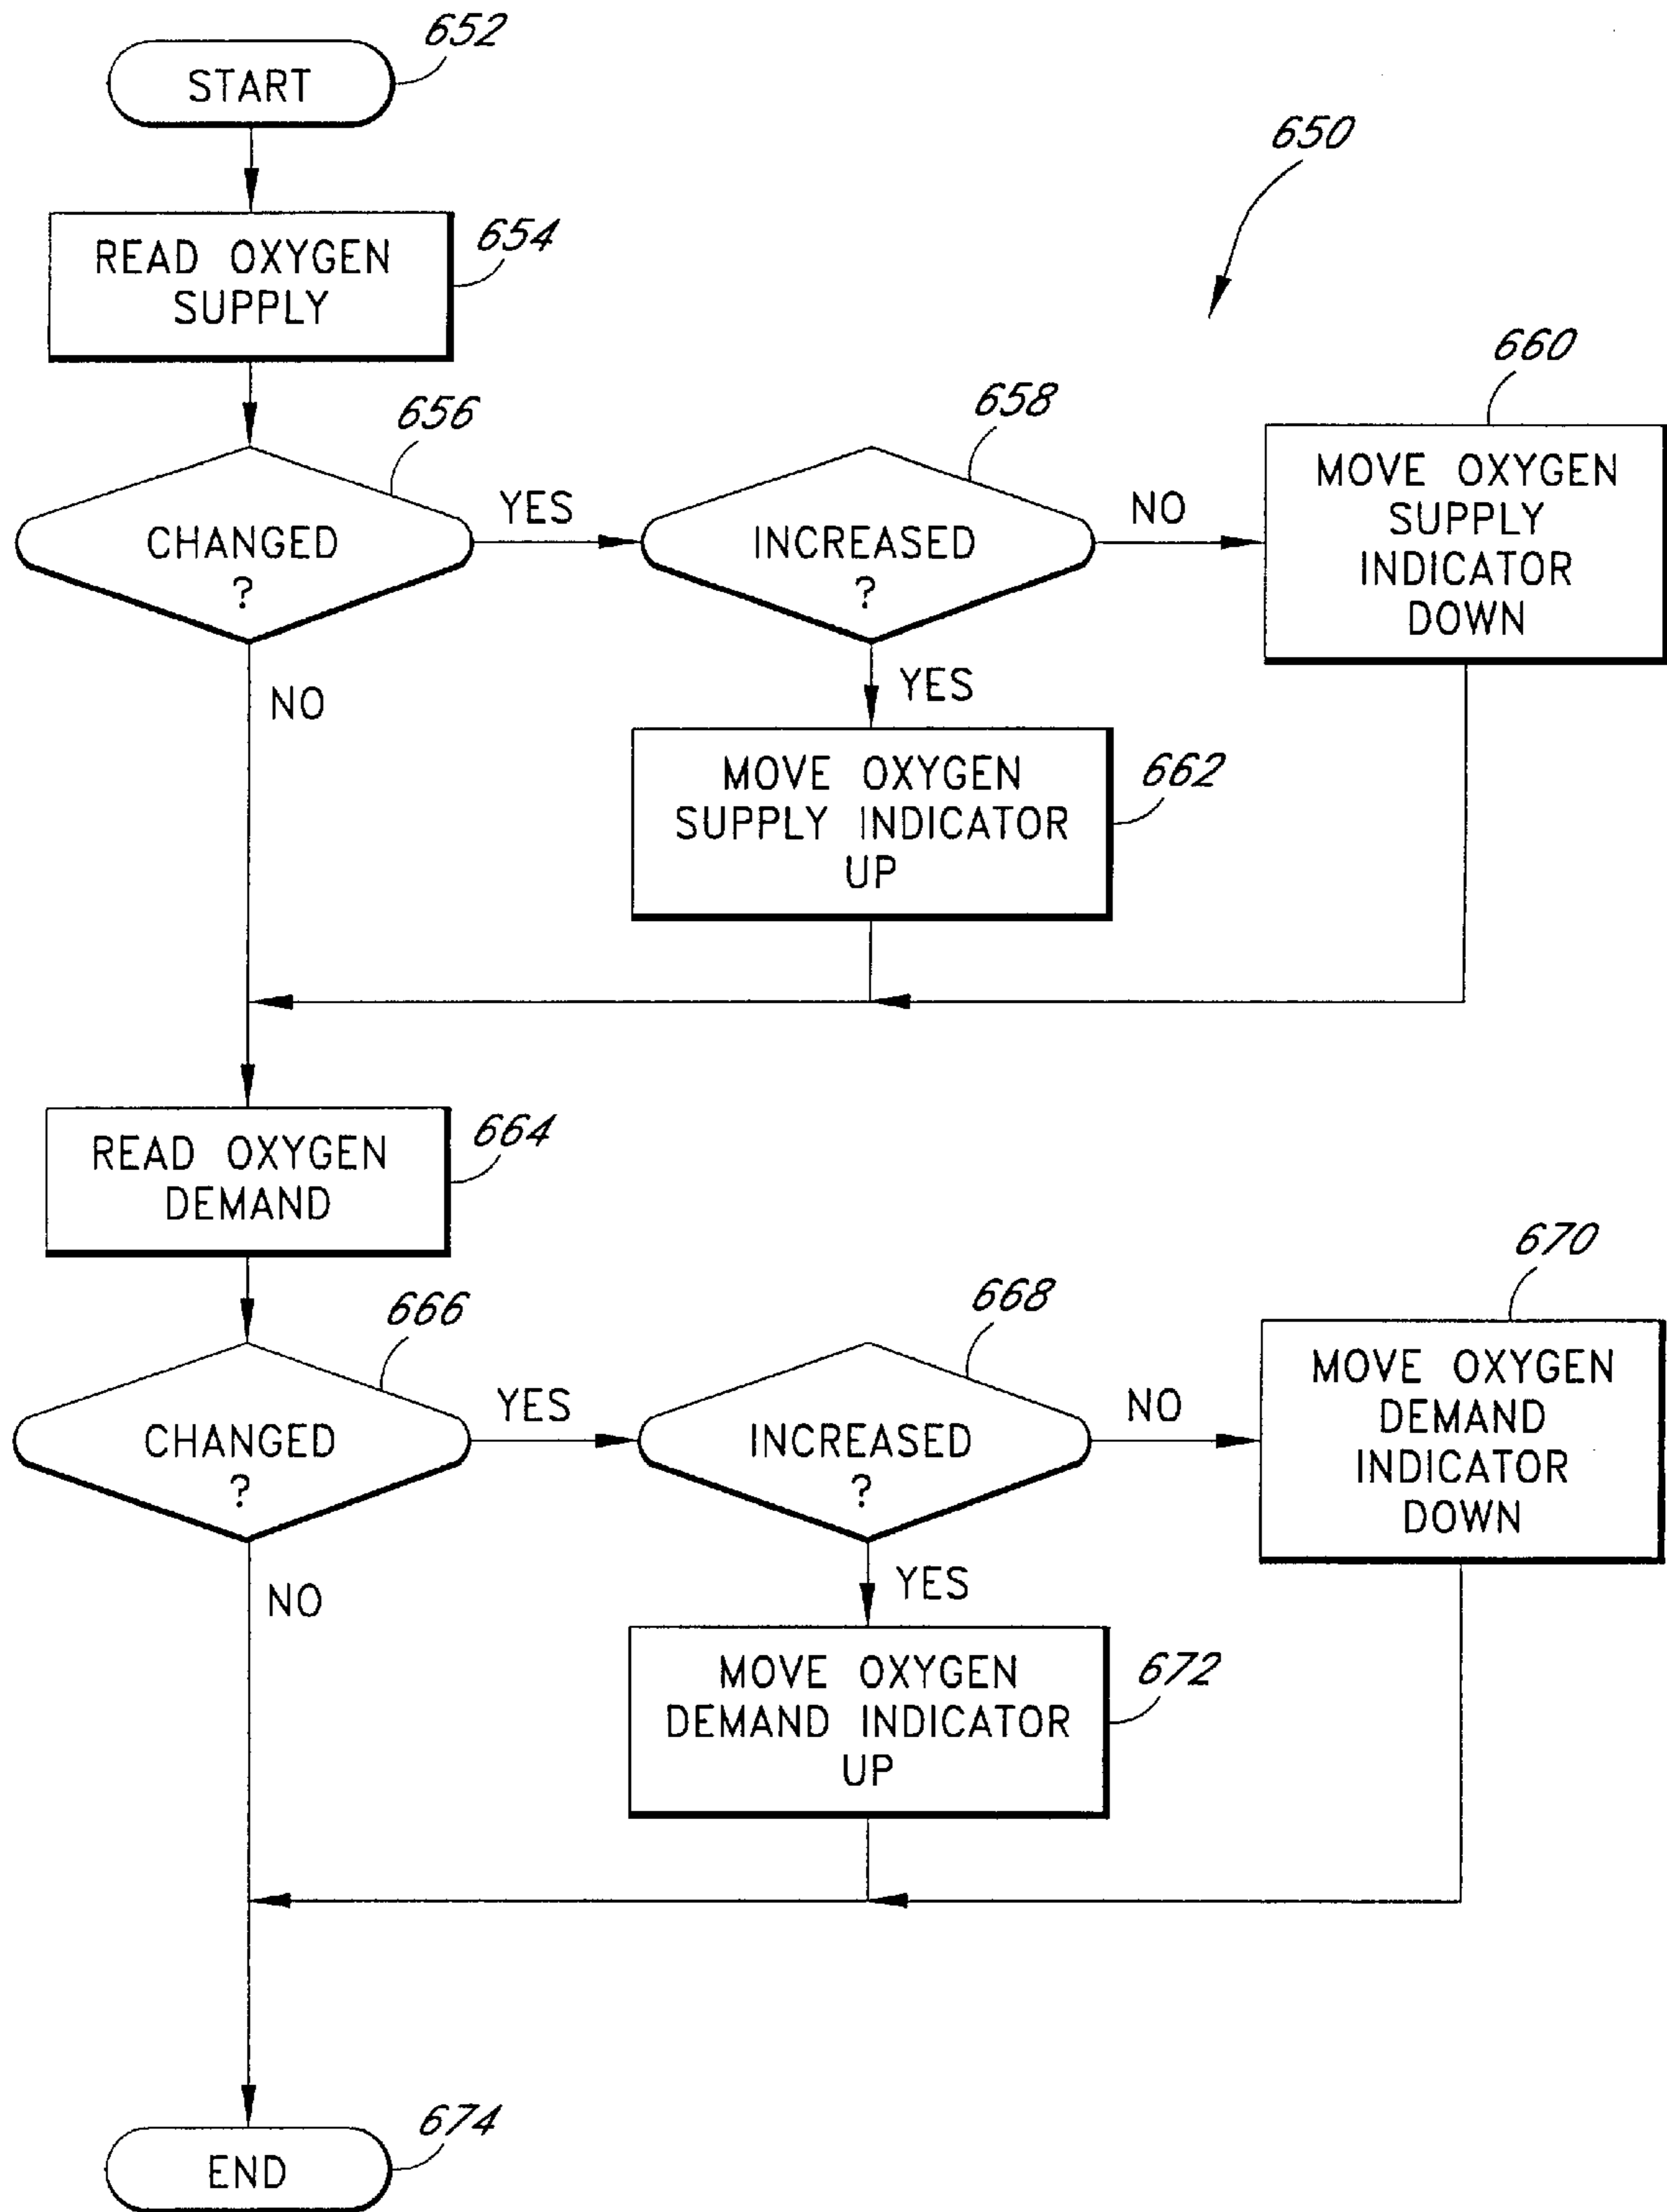 652
START
650
READ OXYGEN
SUPPLY
654
656
CHANGED
?
YES
NO
658
INCREASED
?
NO
YES
660
MOVE OXYGEN
SUPPLY
INDICATOR
DOWN
MOVE OXYGEN
SUPPLY INDICATOR
UP
662
READ OXYGEN
DEMAND
664
666
CHANGED
?
YES
NO
668
INCREASED
?
NO
YES
670
MOVE OXYGEN
DEMAND
INDICATOR
DOWN
MOVE OXYGEN
DEMAND INDICATOR
UP
672
END
674